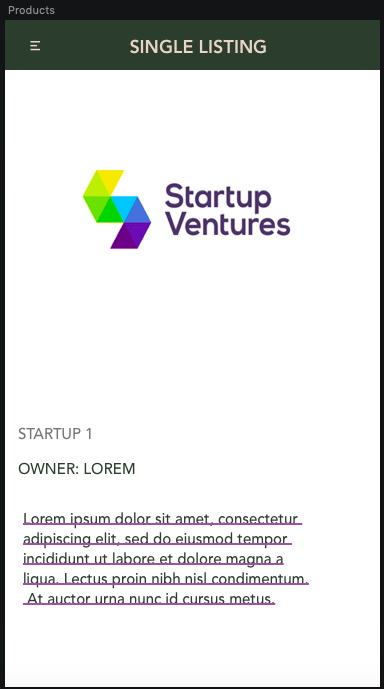 Products
SINGLE LISTING
Startup
Ventures
STARTUP 1
OWNER: LOREM
Lorem ipsum dolor sit amet, consectetur
adipiscing elit, sed do eiusmod tempor
incididunt ut labore et dolore magna a
liqua. Lectus proin nibh nisl condimentum.
At auctor urna nunc id cursus metus.